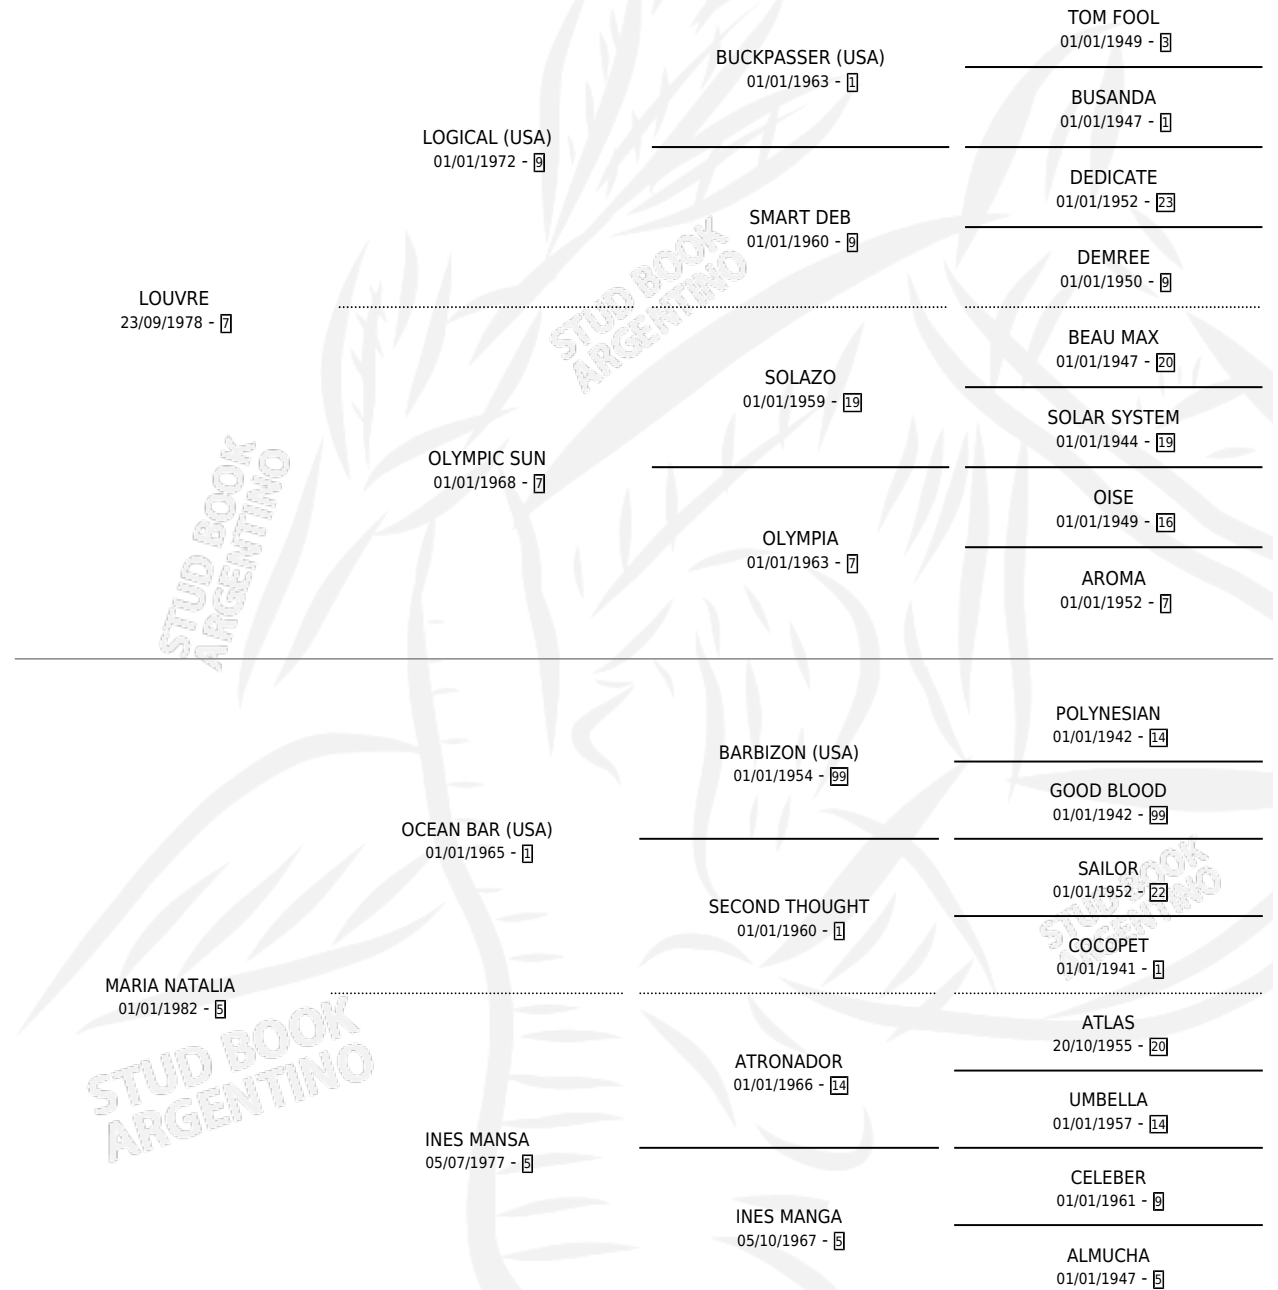 TOM FOOL
01/01/1949 - 3
BUCKPASSER (USA)
01/01/1963 - 1
BUSANDA
01/01/1947 - 1
LOGICAL (USA)
01/01/1972 - 9
DEDICATE
01/01/1952 - 23
SMART DEB
01/01/1960 - 9
DEMREE
01/01/1950 - 9
LOUVRE
23/09/1978 - 7
BEAU MAX
01/01/1947 - 20
SOLAZO
01/01/1959 - 19
SOLAR SYSTEM
01/01/1944 - 19
OLYMPIC SUN
01/01/1968 - 7
OISE
01/01/1949 - 16
OLYMPIA
01/01/1963 - 7
AROMA
01/01/1952 - 7
STUD BOOK
ARGENTINO
STUD BOOK
ARGENTINO
POLYNESIAN
01/01/1942 - 14
BARBIZON (USA)
01/01/1954 - 99
GOOD BLOOD
01/01/1942 - 99
OCEAN BAR (USA)
01/01/1965 - 1
SAILOR
01/01/1952 - 22
SECOND THOUGHT
01/01/1960 - 1
COCOPET
01/01/1941 - 1
MARIA NATALIA
01/01/1982 - 5
ATLAS
20/10/1955 - 20
ATRONADOR
01/01/1966 - 14
UMBELLA
01/01/1957 - 14
INES MANSA
05/07/1977 - 5
CELEBER
01/01/1961 - 9
INES MANGA
05/10/1967 - 5
ALMUCHA
01/01/1947 - 5
STUD BOOK
ARGENTINO
STUD BOOK
ARGENTINO